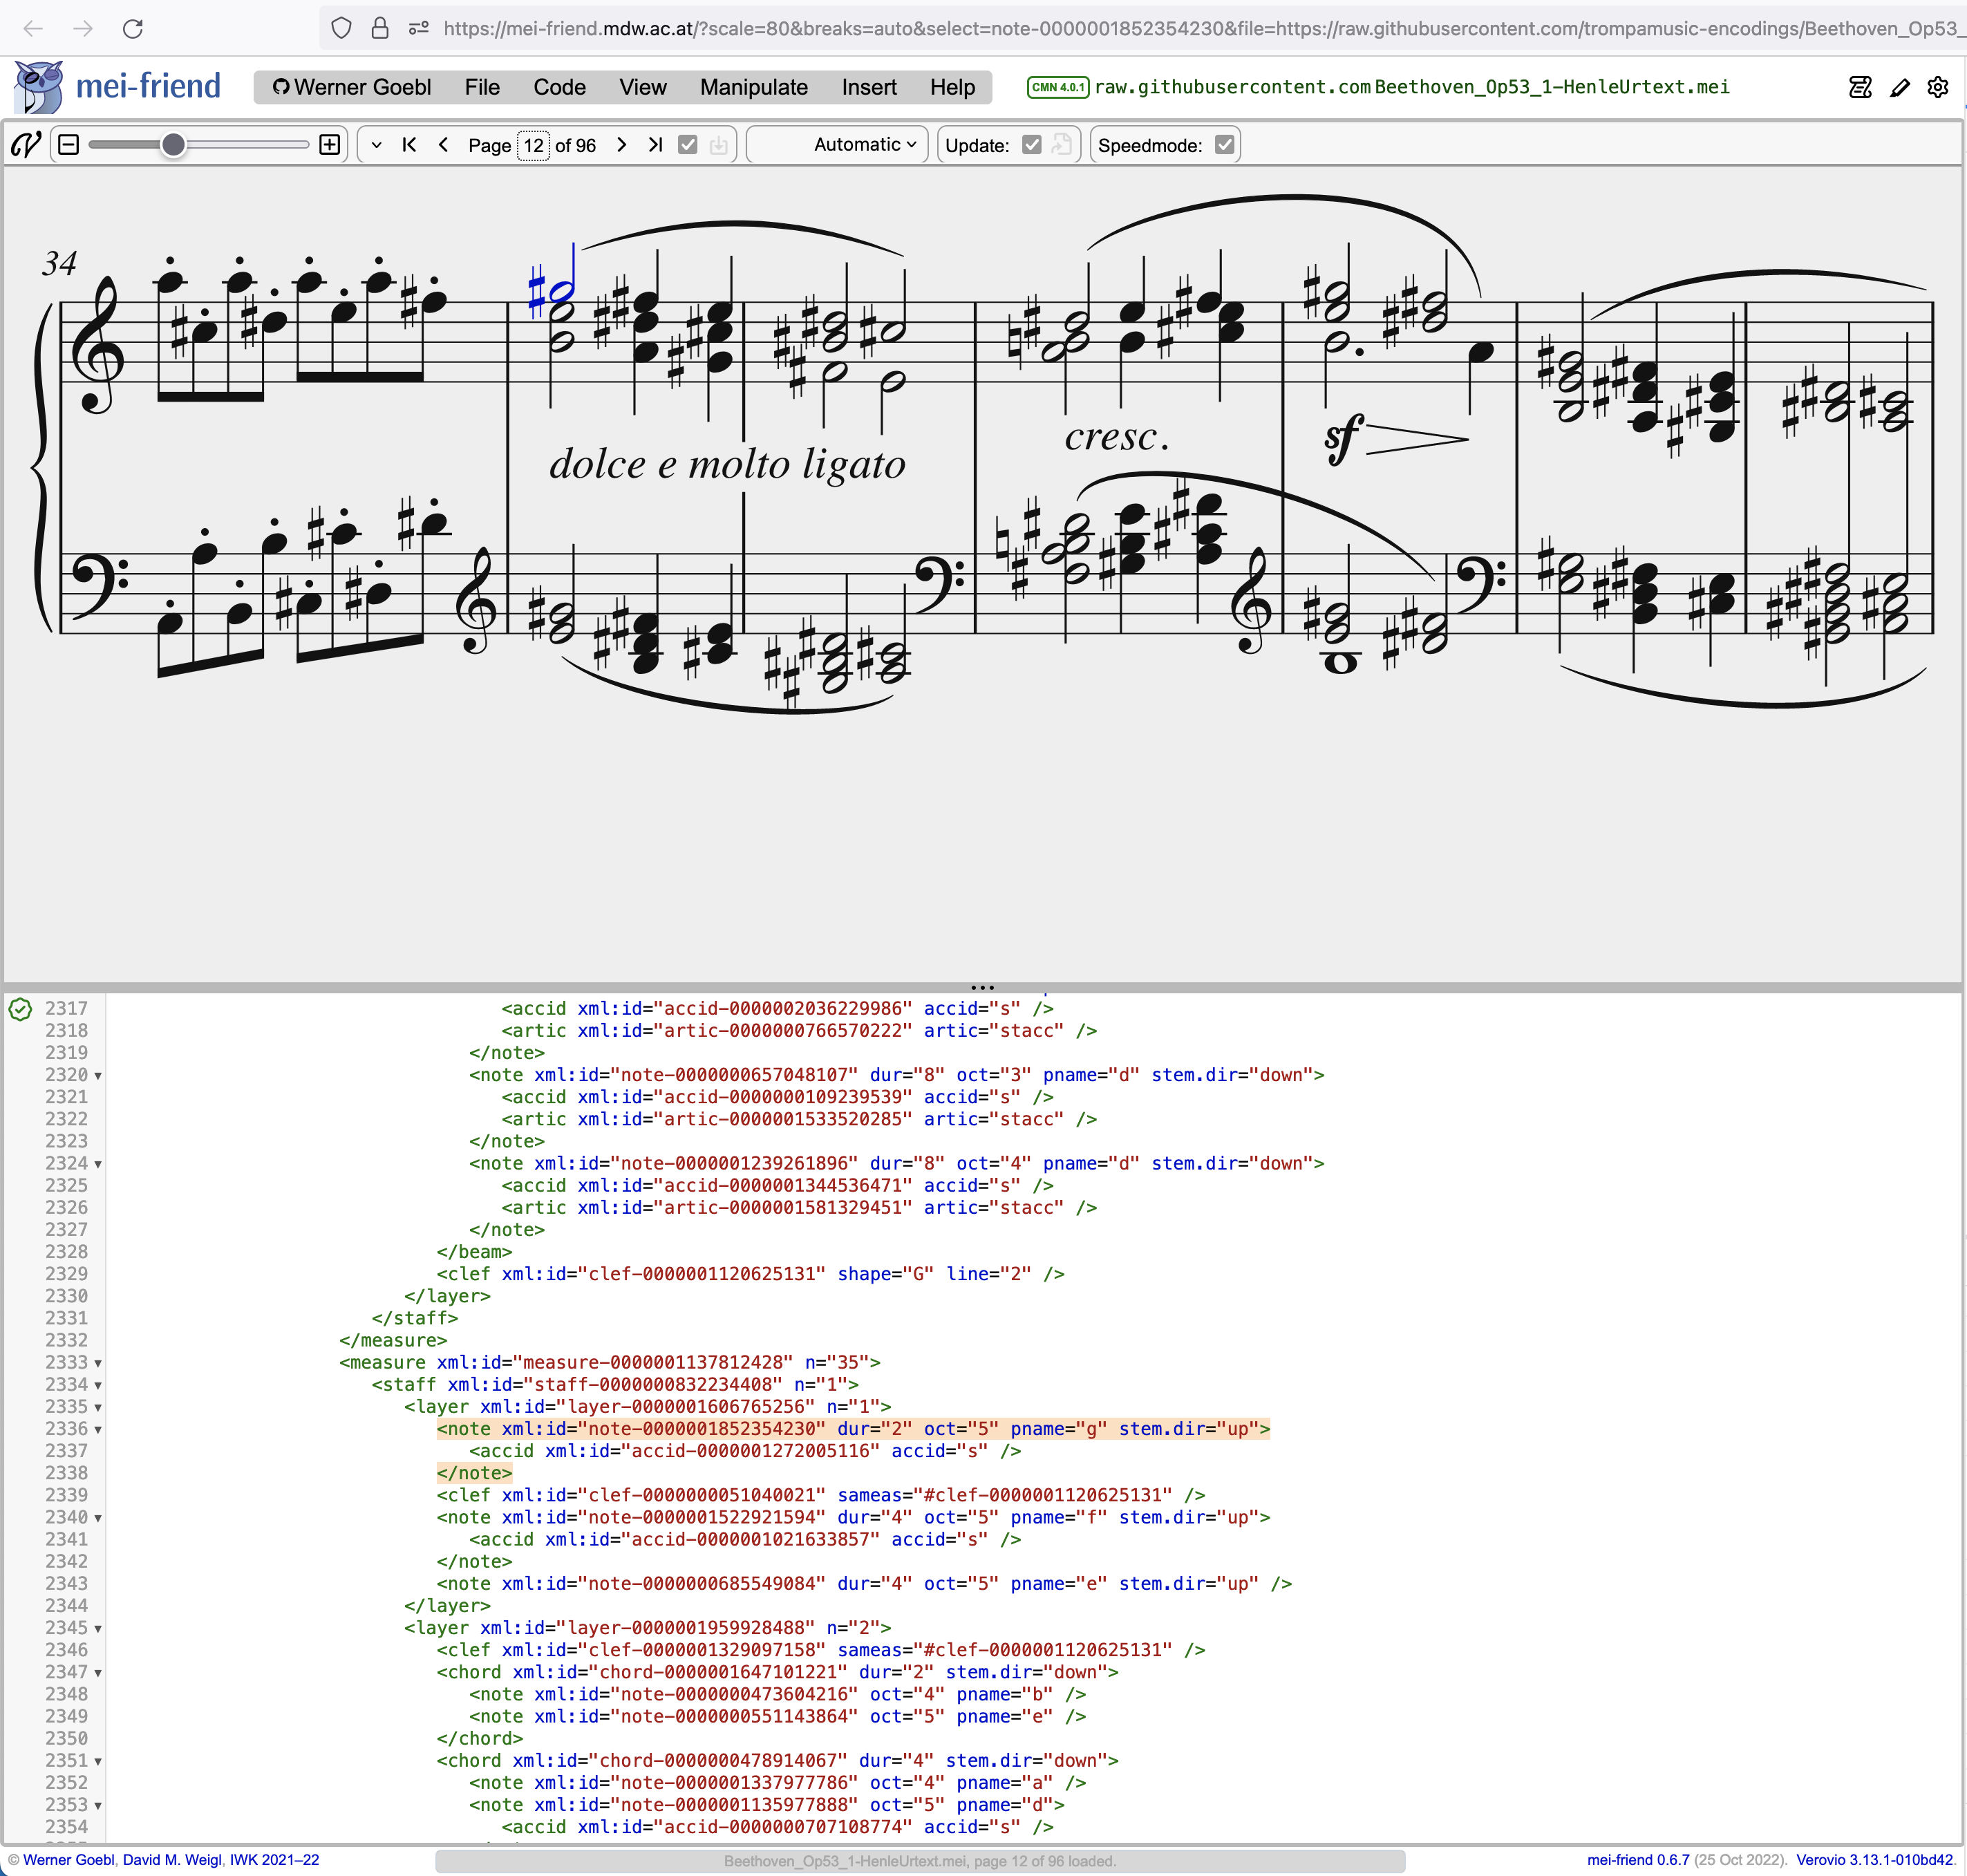 https://mei-friend.mdw.ac.at/?scale=80&breaks=auto&select=note-0000001852354230&file=https://raw.githubusercontent.com/trompamusic-encodings/Beethoven_Op53_
mei-friend Werner Goebl File Code View Manipulate Insert Help CMN 4.0.1 raw.githubusercontent.com Beethoven_Op53_1-HenleUrtext.mei
Page 12 of 96 Automatic Update: Speedmode:
34
cresc.
sf
dolce e molto ligato
2317 <accid xml:id="accid-0000002036229986" accid="s" />
2318 <artic xml:id="artic-0000000766570222" artic="stacc" />
2319 </note>
2320 <note xml:id="note-0000000657048107" dur="8" oct="3" pname="d" stem.dir="down">
2321 <accid xml:id="accid-0000000109239539" accid="s" />
2322 <artic xml:id="artic-0000001533520285" artic="stacc" />
2323 </note>
2324 <note xml:id="note-0000001239261896" dur="8" oct="4" pname="d" stem.dir="down">
2325 <accid xml:id="accid-0000001344536471" accid="s" />
2326 <artic xml:id="artic-0000001581329451" artic="stacc" />
2327 </note>
2328 </beam>
2329 <clef xml:id="clef-0000001120625131" shape="G" line="2" />
2330 </layer>
2331 </staff>
2332 </measure>
2333 <measure xml:id="measure-0000001137812428" n="35">
2334 <staff xml:id="staff-0000000832234408" n="1">
2335 <layer xml:id="layer-0000001606765256" n="1">
2336 <note xml:id="note-0000001852354230" dur="2" oct="5" pname="g" stem.dir="up">
2337 <accid xml:id="accid-0000001272005116" accid="s" />
2338 </note>
2339 <clef xml:id="clef-0000000051040021" sameas="#clef-0000001120625131" />
2340 <note xml:id="note-0000001522921594" dur="4" oct="5" pname="f" stem.dir="up">
2341 <accid xml:id="accid-0000001021633857" accid="s" />
2342 </note>
2343 <note xml:id="note-0000000685549084" dur="4" oct="5" pname="e" stem.dir="up" />
2344 </layer>
2345 <layer xml:id="layer-0000001959928488" n="2">
2346 <clef xml:id="clef-0000001329097158" sameas="#clef-0000001120625131" />
2347 <chord xml:id="chord-0000001647101221" dur="2" stem.dir="down">
2348 <note xml:id="note-0000000473604216" oct="4" pname="b" />
2349 <note xml:id="note-0000000551143864" oct="5" pname="e" />
2350 </chord>
2351 <chord xml:id="chord-0000000478914067" dur="4" stem.dir="down">
2352 <note xml:id="note-0000001337977786" oct="4" pname="a" />
2353 <note xml:id="note-0000001135977888" oct="5" pname="d">
2354 <accid xml:id="accid-0000000707108774" accid="s" />
© Werner Goebl, David M. Weigl, IWK 2021–22 Beethoven_Op53_1-HenleUrtext.mei, page 12 of 96 loaded. mei-friend 0.6.7 (25 Oct 2022). Verovio 3.13.1-010bd42.